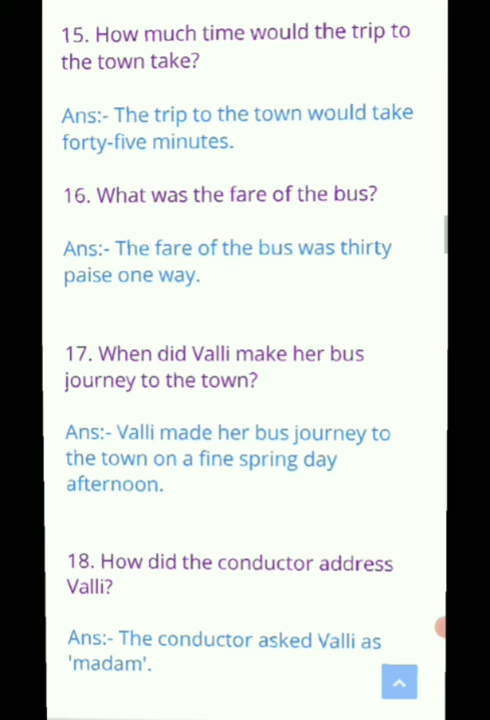 15. How much time would the trip to
the town take?
Ans:- The trip to the town would take
forty-five minutes.
16. What was the fare of the bus?
Ans:- The fare of the bus was thirty
paise one way.
17. When did Valli make her bus
journey to the town?
Ans:- Valli made her bus journey to
the town on a fine spring day
afternoon.
18. How did the conductor address
Valli?
Ans:- The conductor asked Valli as
'madam'.